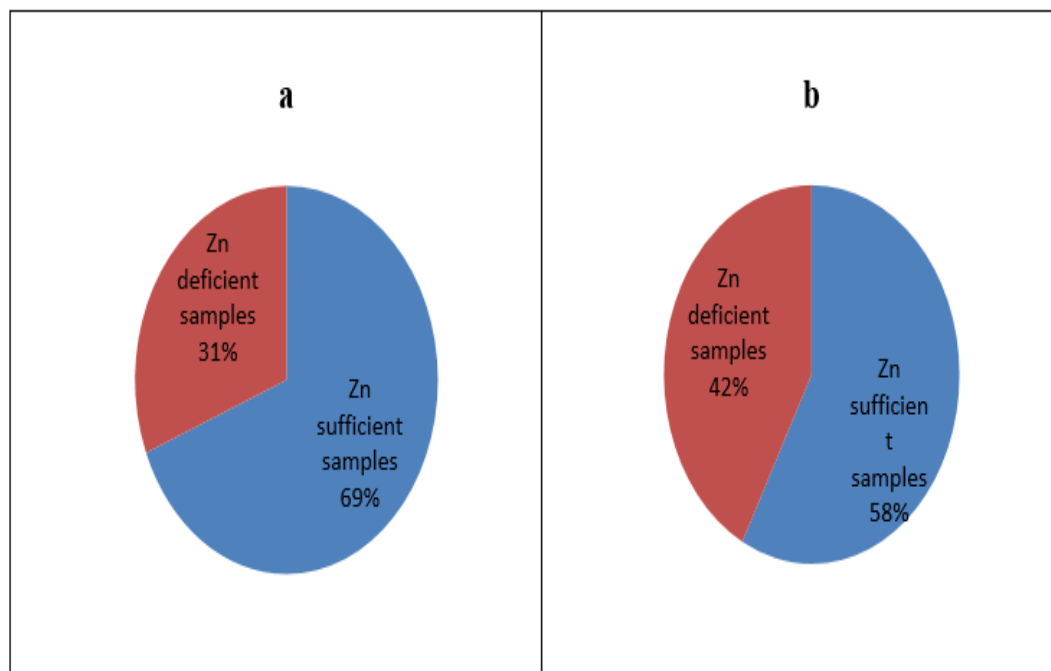 a
Zn
deficient
samples
31%
Zn
sufficient
samples
69%
b
Zn
deficient
samples
42%
Zn
sufficien
t
samples
58%